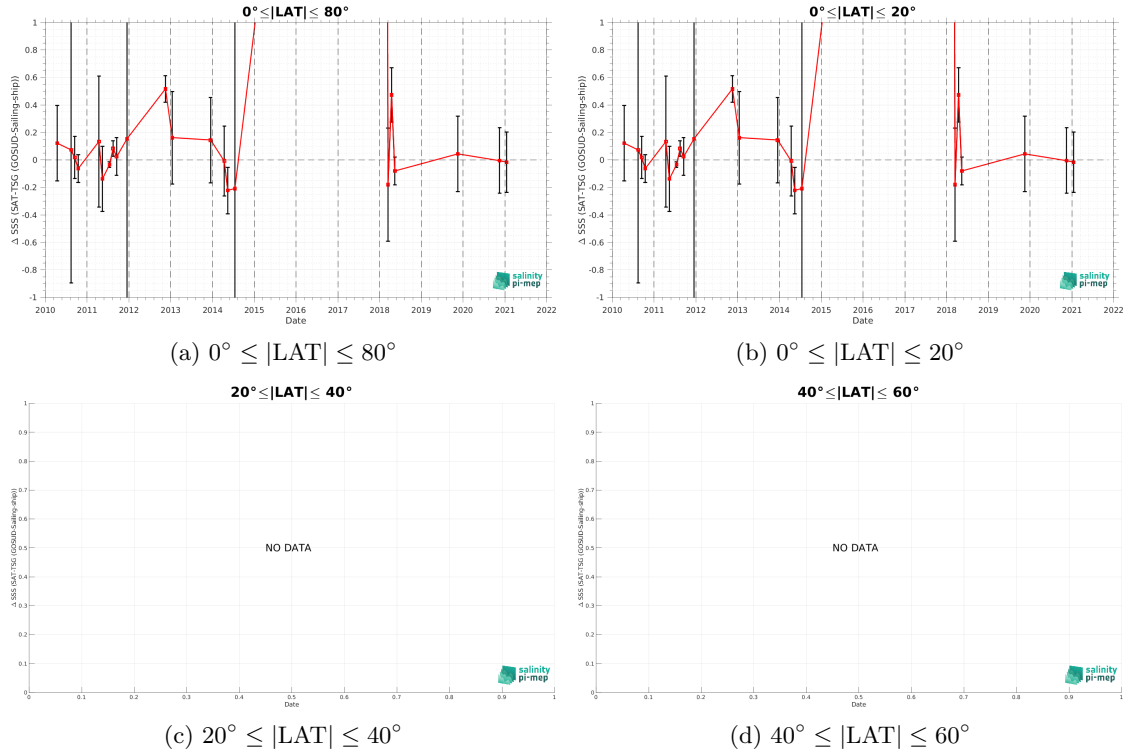 0°≤|LAT|≤ 80°
Δ SSS (SAT-TSG (GOSUD-Sailing-ship))
1
0.8
0.6
0.4
0.2
0
-0.2
-0.4
-0.6
-0.8
-1
2010 2011 2012 2013 2014 2015 2016 2017 2018 2019 2020 2021 2022
Date
salinity
pi-mep
(a) 0° ≤ |LAT| ≤ 80°
0°≤|LAT|≤ 20°
Δ SSS (SAT-TSG (GOSUD-Sailing-ship))
1
0.8
0.6
0.4
0.2
0
-0.2
-0.4
-0.6
-0.8
-1
2010 2011 2012 2013 2014 2015 2016 2017 2018 2019 2020 2021 2022
Date
salinity
pi-mep
(b) 0° ≤ |LAT| ≤ 20°
20°≤|LAT|≤ 40°
Δ SSS (SAT-TSG (GOSUD-Sailing-ship))
1
0.9
0.8
0.7
0.6
0.5
0.4
0.3
0.2
0.1
0
NO DATA
0 0.1 0.2 0.3 0.4 0.5 0.6 0.7 0.8 0.9 1
Date
salinity
pi-mep
(c) 20° ≤ |LAT| ≤ 40°
40°≤|LAT|≤ 60°
Δ SSS (SAT-TSG (GOSUD-Sailing-ship))
1
0.9
0.8
0.7
0.6
0.5
0.4
0.3
0.2
0.1
0
NO DATA
0 0.1 0.2 0.3 0.4 0.5 0.6 0.7 0.8 0.9 1
Date
salinity
pi-mep
(d) 40° ≤ |LAT| ≤ 60°